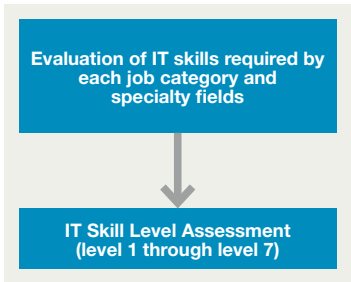 Evaluation of IT skills required by
each job category and
specialty fields
IT Skill Level Assessment
(level 1 through level 7)